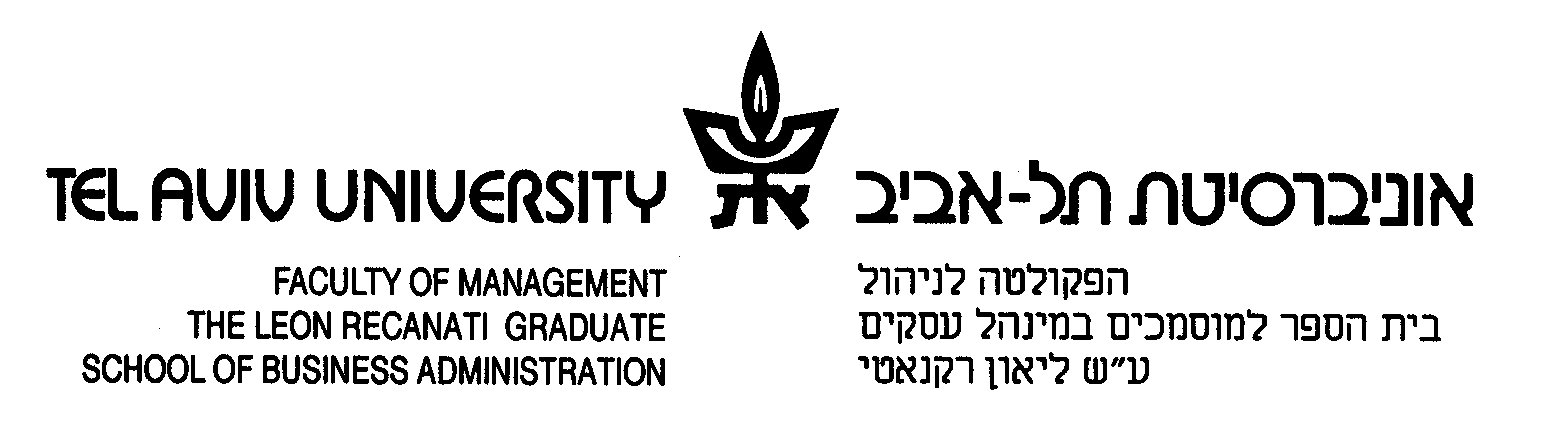 TEL AVIV UNIVERSITY
FACULTY OF MANAGEMENT
THE LEON RECANATI GRADUATE
SCHOOL OF BUSINESS ADMINISTRATION
את
אוניברסיטת תל-אביב
הפקולטה לניהול
בית הספר למוסמכים במינהל עסקים
ע״ש ליאון רקנאטי